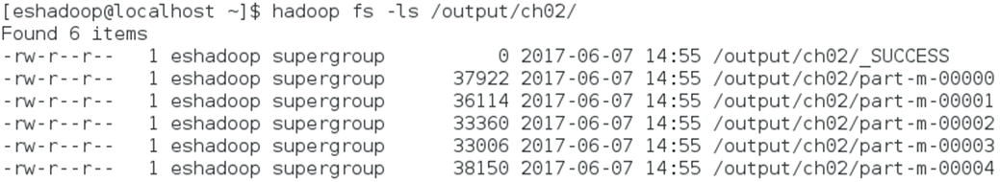 [eshadoop@localhost ~]$ hadoop fs -ls /output/ch02/
Found 6 items
-rw-r--r--   1 eshadoop supergroup          0 2017-06-07 14:55 /output/ch02/_SUCCESS
-rw-r--r--   1 eshadoop supergroup      37922 2017-06-07 14:55 /output/ch02/part-m-00000
-rw-r--r--   1 eshadoop supergroup      36114 2017-06-07 14:55 /output/ch02/part-m-00001
-rw-r--r--   1 eshadoop supergroup      33360 2017-06-07 14:55 /output/ch02/part-m-00002
-rw-r--r--   1 eshadoop supergroup      33006 2017-06-07 14:55 /output/ch02/part-m-00003
-rw-r--r--   1 eshadoop supergroup      38150 2017-06-07 14:55 /output/ch02/part-m-00004